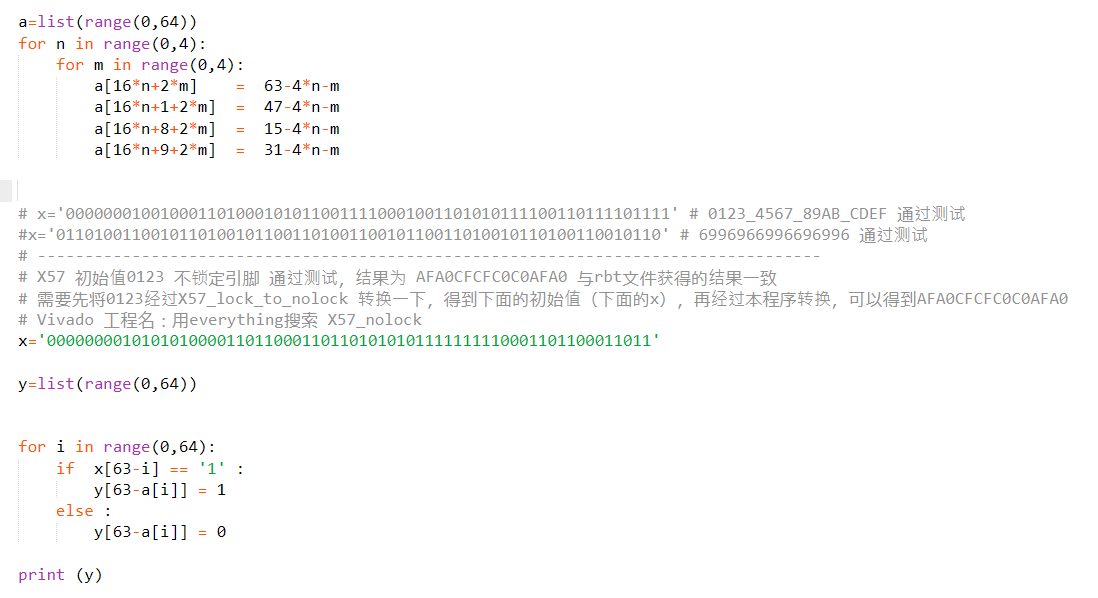 a=list(range(0,64))
for n in range(0,4):
    for m in range(0,4):
        a[16*n+2*m]    =  63-4*n-m
        a[16*n+1+2*m]  =  47-4*n-m
        a[16*n+8+2*m]  =  15-4*n-m
        a[16*n+9+2*m]  =  31-4*n-m
# x='0000000100100011010001010110011110001001101010111100110111101111' # 0123_4567_89AB_CDEF 通过测试
#x='0110100110010110100101100110100110010110011010010110100110010110' # 6996966996696996 通过测试
# ------------------------------------------------------------------------------------
# X57 初始值0123 不锁定引脚 通过测试，结果为 AFA0CFCFC0C0AFA0 与rbt文件获得的结果一致
# 需要先将0123经过X57_lock_to_nolock 转换一下，得到下面的初始值（下面的x），再经过本程序转换，可以得到AFA0CFCFC0C0AFA0
# Vivado 工程名：用everything搜索 X57_nolock
x='0000000010101010000110110001101101010101111111110001101100011011'
y=list(range(0,64))
for i in range(0,64):
    if  x[63-i] == '1' :
        y[63-a[i]] = 1
    else :
        y[63-a[i]] = 0
print (y)